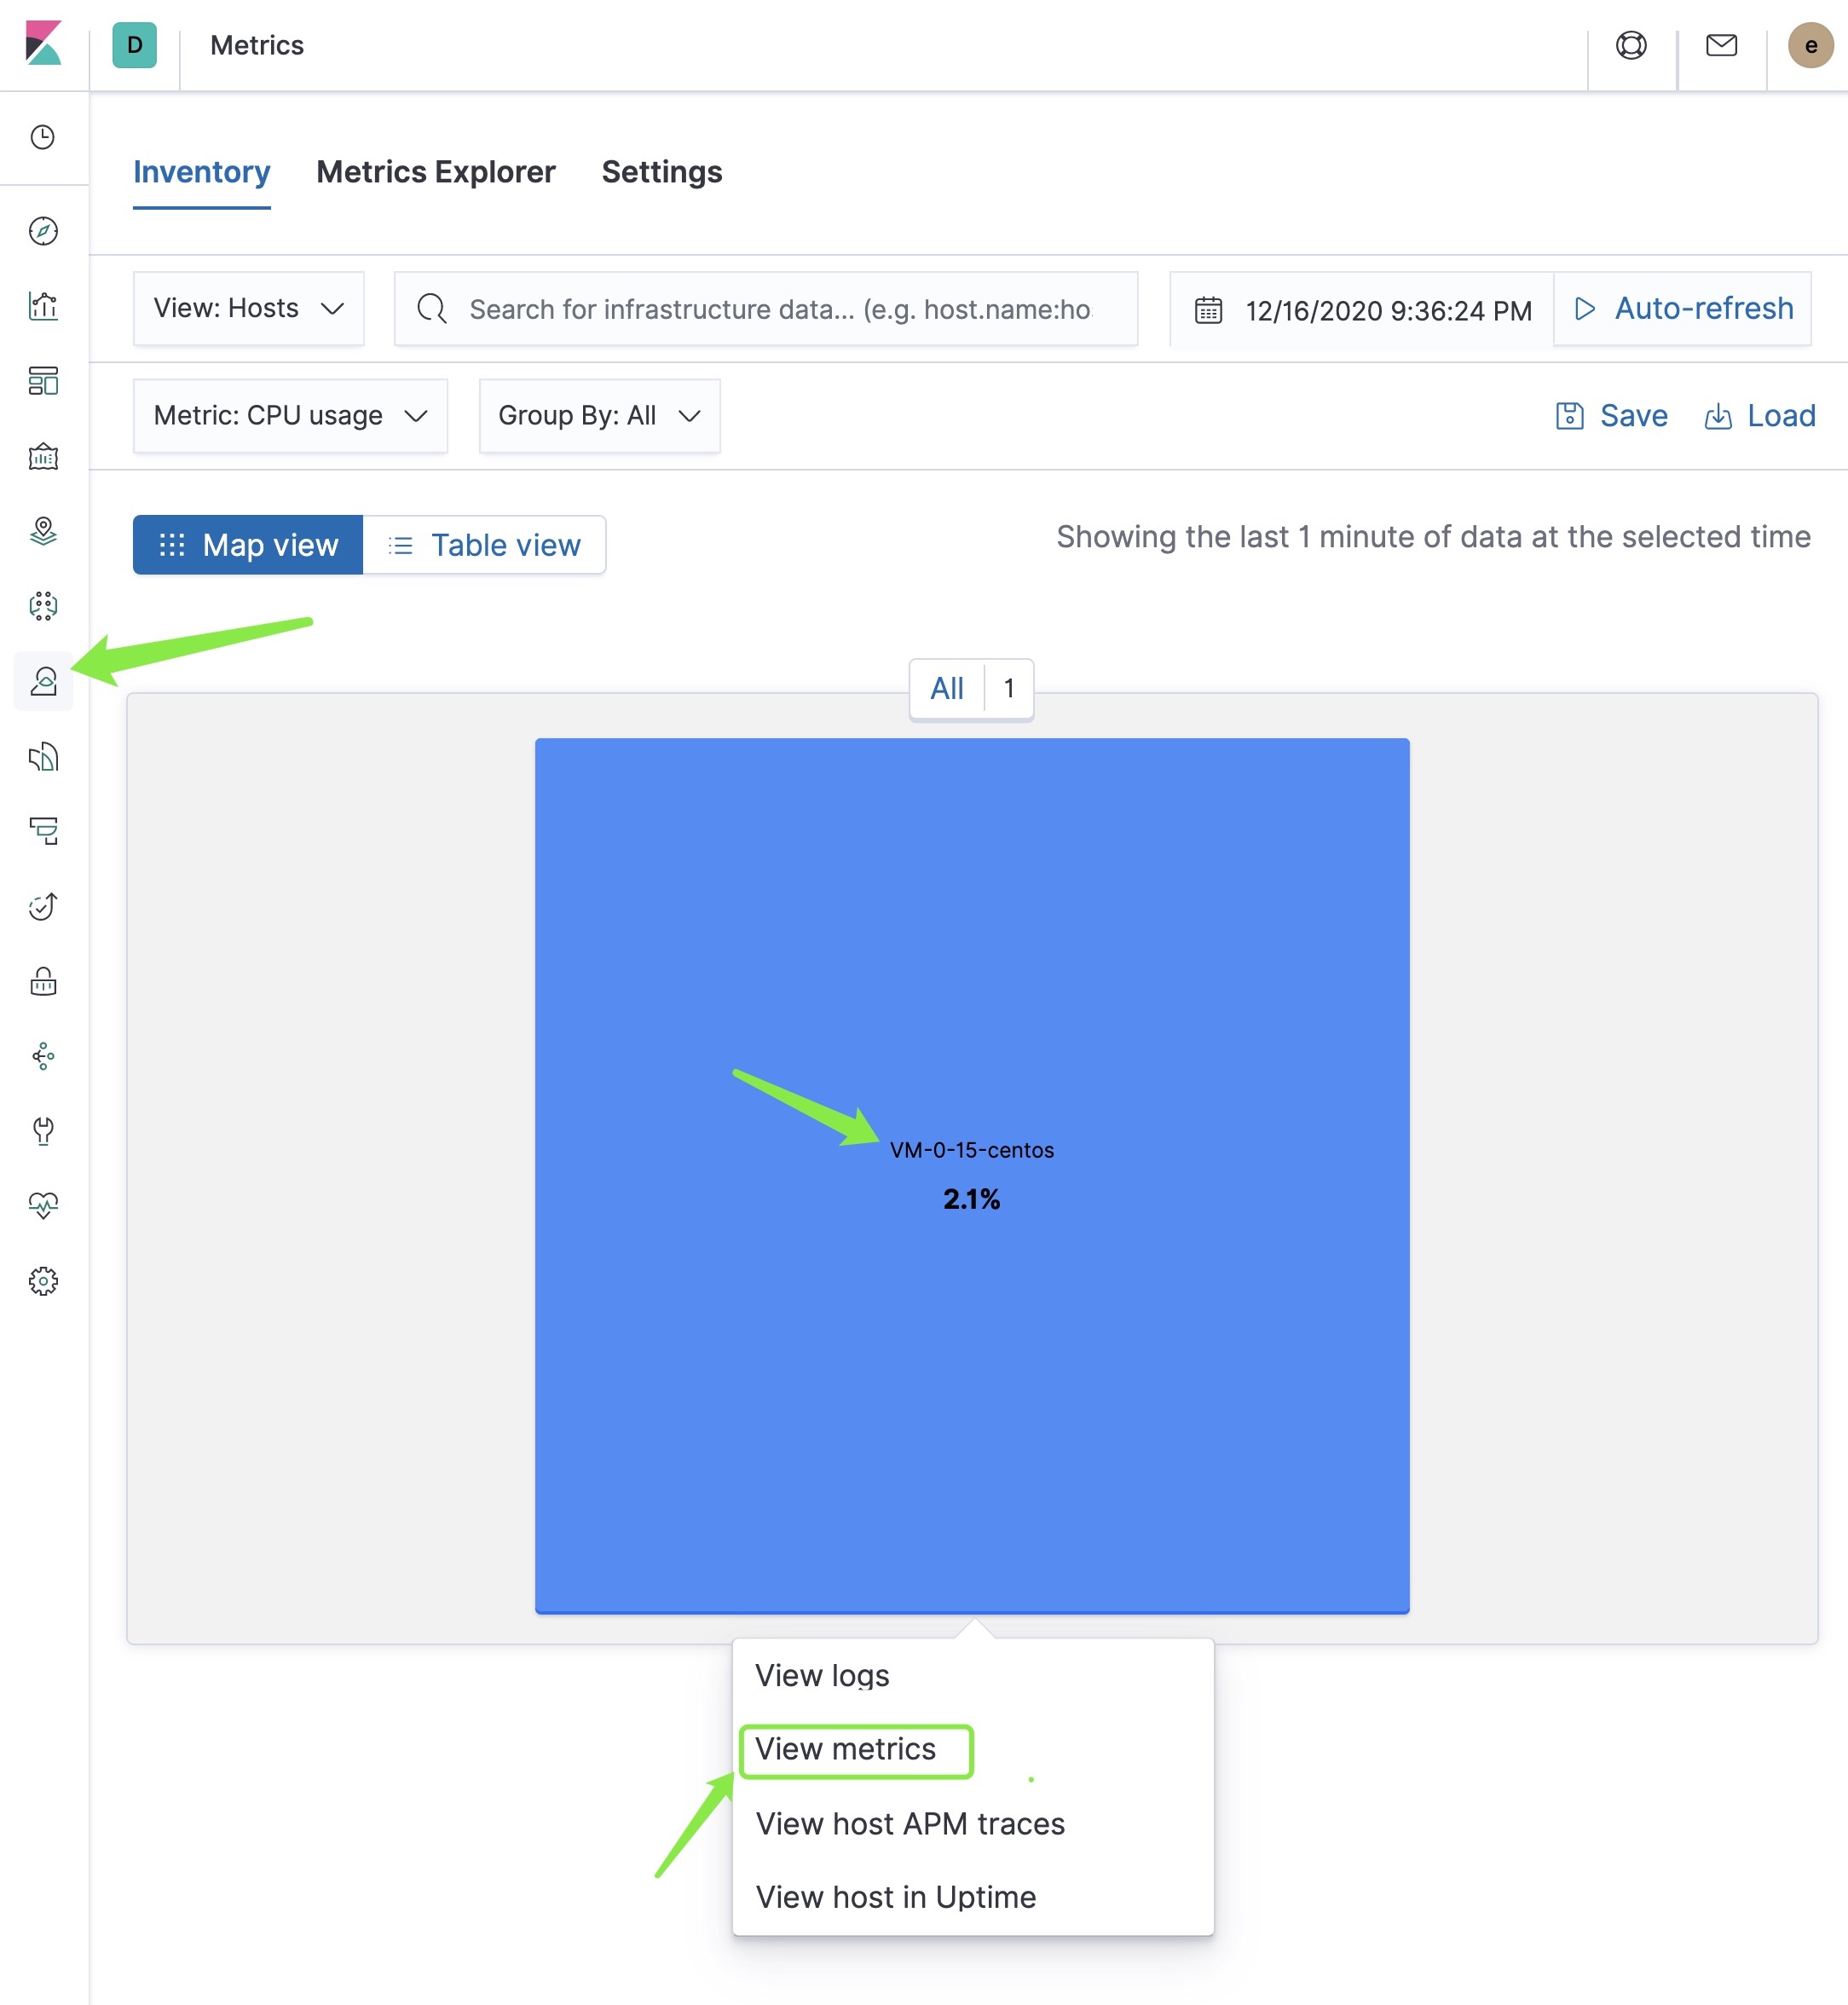 D
Metrics
e
Inventory
Metrics Explorer
Settings
View: Hosts
Search for infrastructure data... (e.g. host.name:ho
12/16/2020 9:36:24 PM
Auto-refresh
Metric: CPU usage
Group By: All
Save
Load
Map view
Table view
Showing the last 1 minute of data at the selected time
All
1
VM-0-15-centos
2.1%
View logs
View metrics
View host APM traces
View host in Uptime